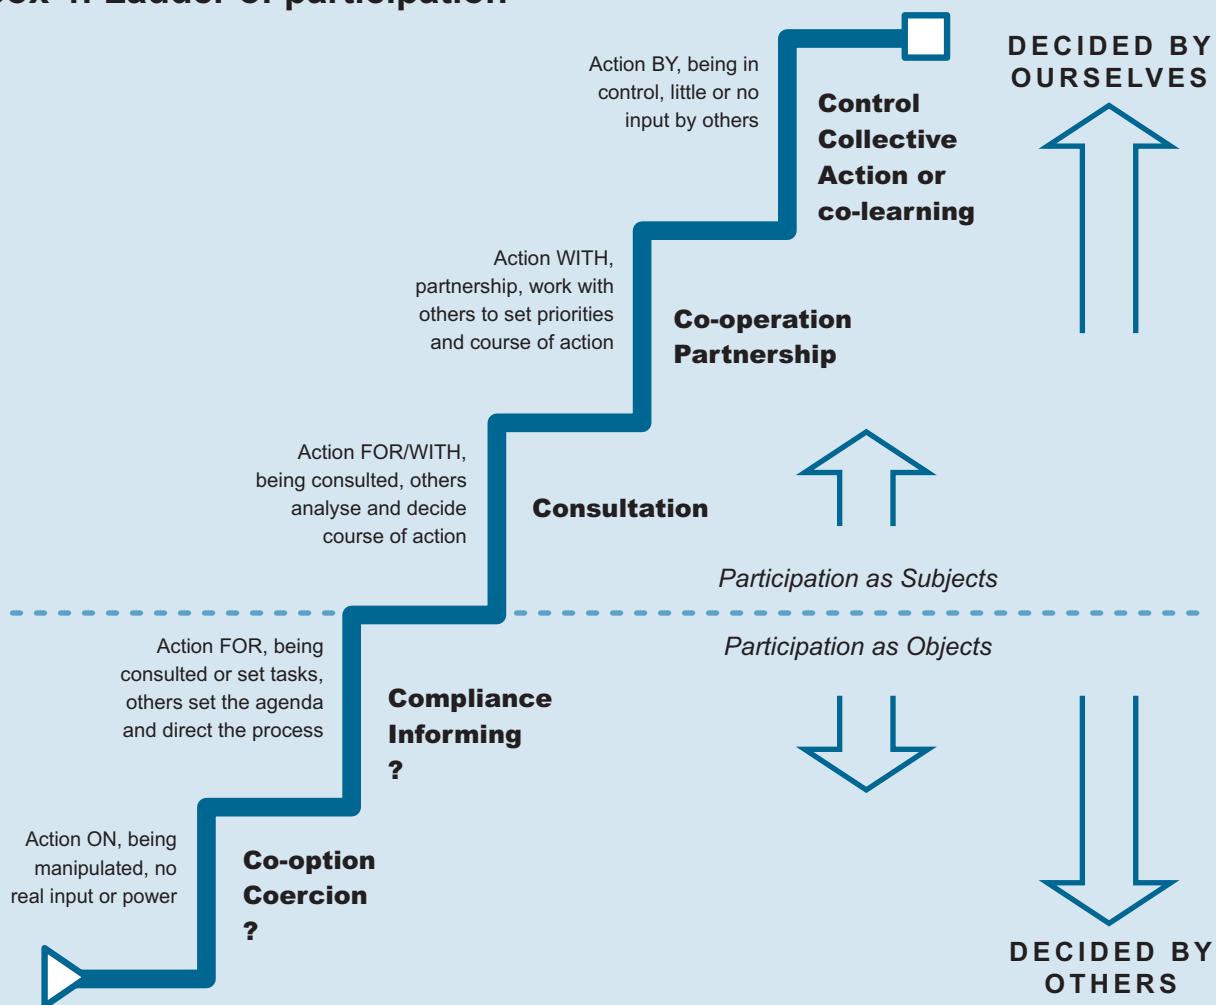 Ladder of participation
DECIDED BY
OURSELVES
Action BY, being in
control, little or no
input by others
Control
Collective
Action or
co-learning
Action WITH,
partnership, work with
others to set priorities
and course of action
Co-operation
Partnership
Action FOR/WITH,
being consulted, others
analyse and decide
course of action
Consultation
Participation as Subjects
Participation as Objects
Action FOR, being
consulted or set tasks,
others set the agenda
and direct the process
Compliance
Informing
?
Action ON, being
manipulated, no
real input or power
Co-option
Coercion
?
DECIDED BY
OTHERS